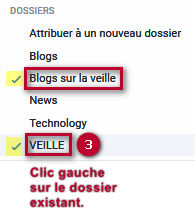 DOSSIERS
Attribuer à un nouveau dossier
Blogs
Blogs sur la veille
News
Technology
VEILLE 3
Clic gauche
sur le dossier
existant.